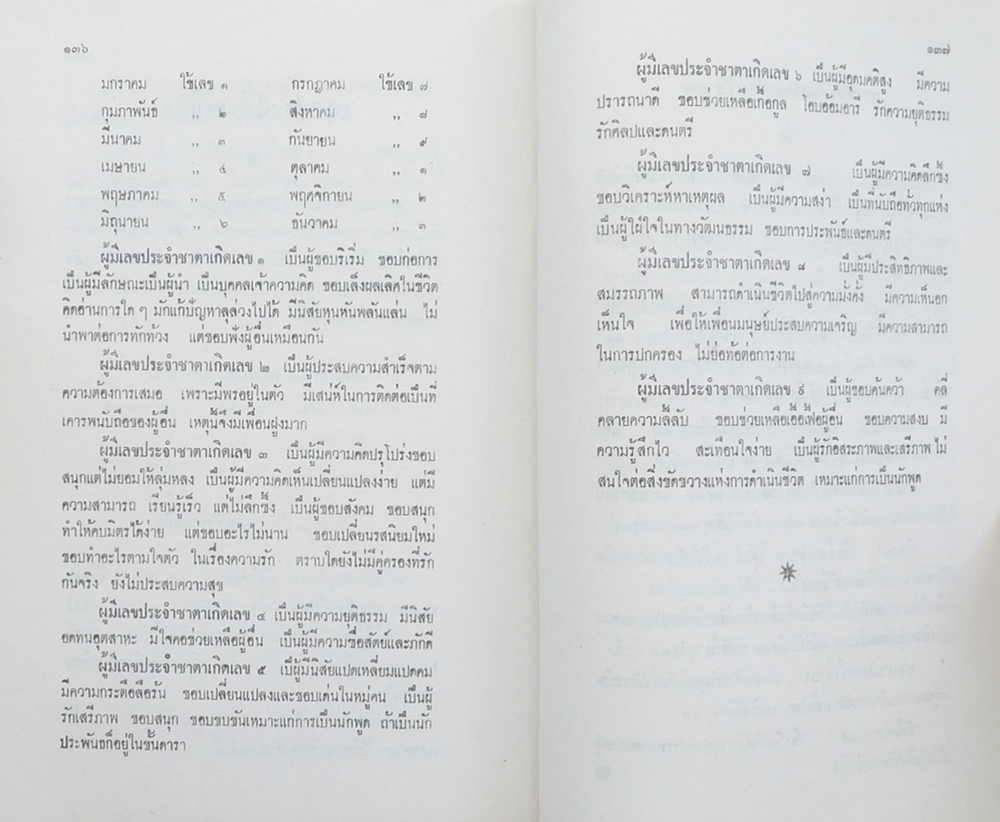 ๑๓๖
มกราคม ใช้เลข ๑ กรกฎาคม ใช้เลข ๗
กุมภาพันธ์ ,, ๒ สิงหาคม ,, ๘
มีนาคม ,, ๓ กันยายน ,, ๙
เมษายน ,, ๔ ตุลาคม ,, ๑
พฤษภาคม ,, ๕ พฤศจิกายน ,, ๒
มิถุนายน ,, ๖ ธันวาคม ,, ๓
ผู้มีเลขประจำชาตาเกิดเลข ๑ เป็นผู้ชอบริเริ่ม ชอบก่อการ
เป็นผู้มีลักษณะเป็นผู้นำ เป็นบุคคลเจ้าความคิด ชอบเล็งผลเลิศในชีวิต
คิดอ่านการใด ๆ มักแก้ปัญหาลุล่วงไปได้ มีนิสัยหุนหันพลันแล่น ไม่
นำพาต่อการทักท้วง แต่ชอบฟังผู้อื่นเหมือนกัน
ผู้มีเลขประจำชาตาเกิดเลข ๒ เป็นผู้ประสบความสำเร็จตาม
ความต้องการเสมอ เพราะมีพรอยู่ในตัว มีเสน่ห์ในการติดต่อเป็นที่
เคารพนับถือของผู้อื่น เหตุนี้จึงมีเพื่อนฝูงมาก
ผู้มีเลขประจำชาตาเกิดเลข ๓ เป็นผู้มีความคิดปรุโปร่งชอบ
สนุกแต่ไม่ยอมให้ลุ่มหลง เป็นผู้มีความคิดเห็นเปลี่ยนแปลงง่าย แต่มี
ความสามารถ เรียนรู้เร็ว แต่ไม่ลึกซึ้ง เป็นผู้ชอบสังคม ชอบสนุก
ทำให้คบมิตรได้ง่าย แต่ชอบอะไรไม่นาน ชอบเปลี่ยนรสนิยมใหม่
ชอบทำอะไรตามใจตัว ในเรื่องความรัก ตราบใดยังไม่มีคู่ครองที่รัก
กันจริง ยังไม่ประสบความสุข
ผู้มีเลขประจำชาตาเกิดเลข ๔ เป็นผู้มีความยุติธรรม มีนิสัย
อดทนอุตสาหะ มีใจคอช่วยเหลือผู้อื่น เป็นผู้มีความซื่อสัตย์และภักดี
ผู้มีเลขประจำชาตาเกิดเลข ๕ เป็ผู้มีนิสัยแปดเหลี่ยมแปดคม
มีความกระตือลือร้น ชอบเปลี่ยนแปลงและชอบเด่นในหมู่คน เป็นผู้
รักเสรีภาพ ชอบสนุก ชอบขบขันเหมาะแก่การเป็นนักพูด ถ้าเป็นนัก
ประพันธ์ก็อยู่ในขั้นดารา
๑๓๗
ผู้มีเลขประจำชาตาเกิดเลข ๖ เป็นผู้มีอุดมคติสูง มีความ
ปรารถนาดี ชอบช่วยเหลือเกื้อกูล โอบอ้อมอารี รักความยุติธรรม
รักศิลปและดนตรี
ผู้มีเลขประจำชาตาเกิดเลข ๗ เป็นผู้มีความคิดลึกซึ้ง
ชอบวิเคราะห์หาเหตุผล เป็นผู้มีความสง่า เป็นที่นับถือทั่วทุกแห่ง
เป็นผู้ใฝ่ใจในทางวัฒนธรรม ชอบการประพันธ์และดนตรี
ผู้มีเลขประจำชาตาเกิดเลข ๘ เป็นผู้มีประสิทธิภาพและ
สมรรถภาพ สามารถดำเนินชีวิตไปสู่ความมั่งคั่ง มีความเห็นอก
เห็นใจ เพื่อให้เพื่อนมนุษย์ประสบความเจริญ มีความสามารถ
ในการปกครอง ไม่ย่อท้อต่อการงาน
ผู้มีเลขประจำชาตาเกิดเลข ๙ เป็นผู้ชอบค้นคว้า คลี่
คลายความลี้ลับ ชอบช่วยเหลือเอื้อเฟื้อผู้อื่น ชอบความสงบ มี
ความรู้สึกไว สะเทือนใจง่าย เป็นผู้รักอิสระภาพและเสรีภาพ ไม่
สนใจต่อสิ่งขัดขวางแห่งการดำเนินชีวิต เหมาะแก่การเป็นนักพูด